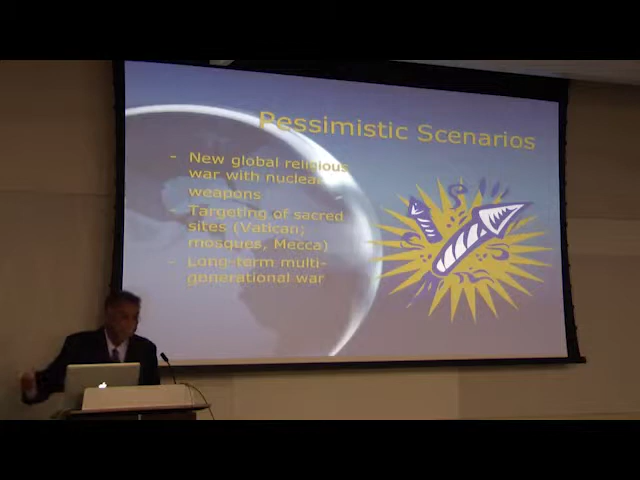 Pessimistic Scenarios
- New global religious
war with nuclear
weapons
- Targeting of sacred
sites (Vatican;
mosques, Mecca)
- Long-term multi-
generational war